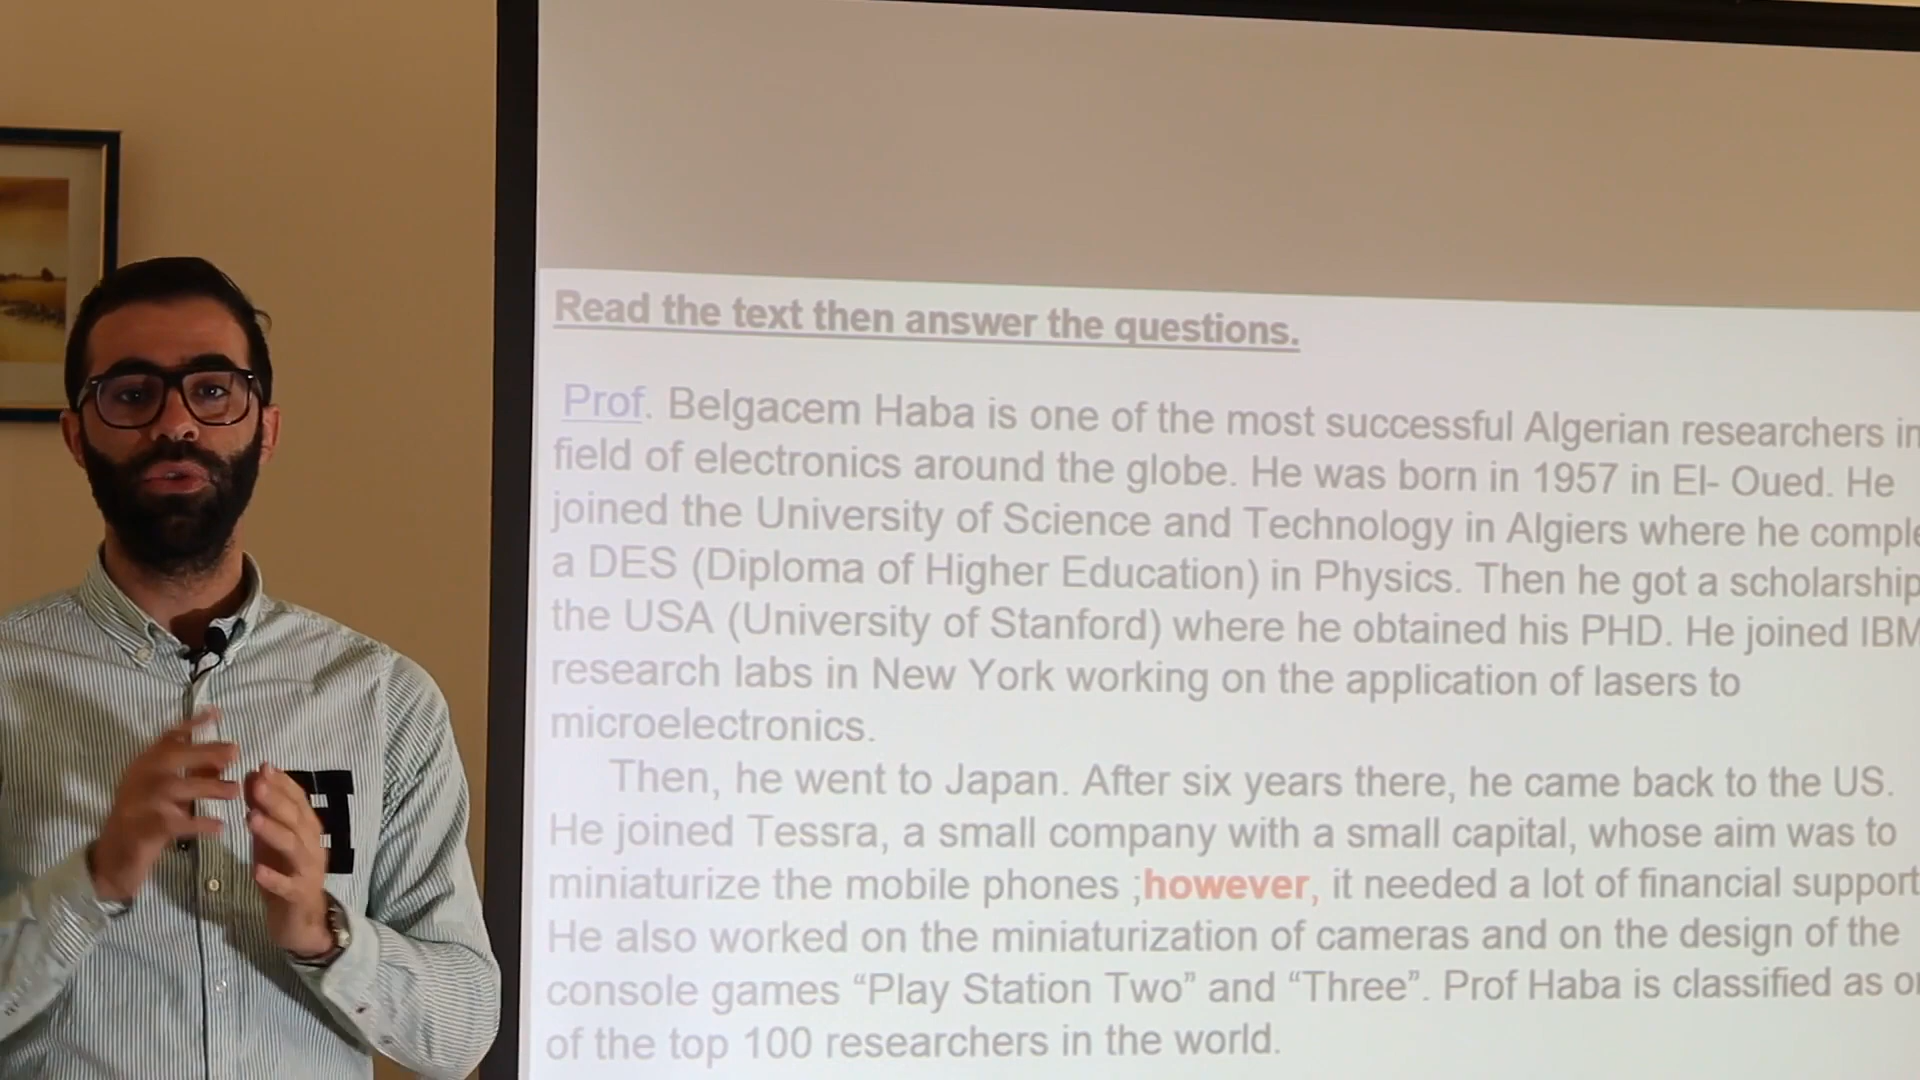 Read the text then answer the questions.
Prof. Belgacem Haba is one of the most successful Algerian researchers in
field of electronics around the globe. He was born in 1957 in El- Oued. He
joined the University of Science and Technology in Algiers where he comple
a DES (Diploma of Higher Education) in Physics. Then he got a scholarship
the USA (University of Stanford) where he obtained his PHD. He joined IBM
research labs in New York working on the application of lasers to
microelectronics.
Then, he went to Japan. After six years there, he came back to the US.
He joined Tessra, a small company with a small capital, whose aim was to
miniaturize the mobile phones ;however, it needed a lot of financial support
He also worked on the miniaturization of cameras and on the design of the
console games “Play Station Two” and “Three”. Prof Haba is classified as
of the top 100 researchers in the world.